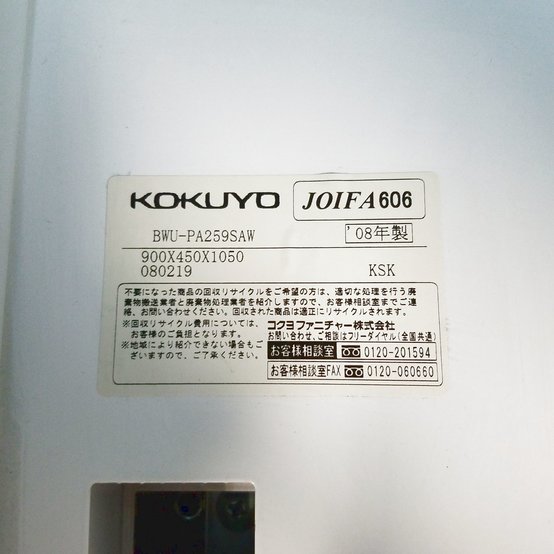 KOKUYO JOIFA606
BWU-PA259SAW '08年製
900X450X1050
080219 KSK
不要になった商品の回収リサイクルをご希望の方は、適切な処理を行う廃
棄物搬送業者と廃棄物処理業者を紹介しますので、お客様相談室までご連
絡、お問い合わせください。回収された商品は適正にリサイクルされます。
※回収リサイクル費用については、
お客様のご負担となります。
※地域により紹介できない場合もご
ざいますので、ご了承ください。
コクヨファニチャー株式会社
お問い合わせ、ご相談はフリーダイヤル(全国共通)
お客様相談室 0120-201594
お客様相談室FAX 0120-060660